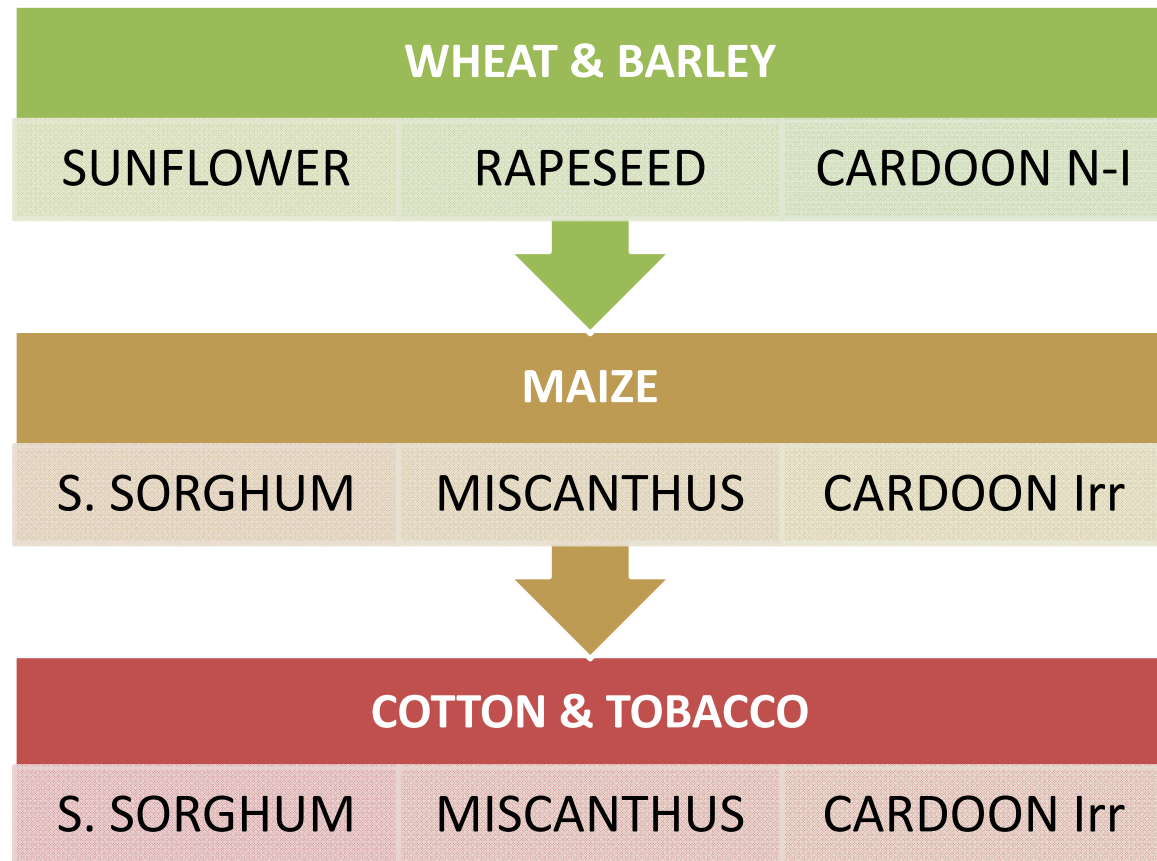 WHEAT & BARLEY
SUNFLOWER RAPESEED CARDOON N-I
MAIZE
S. SORGHUM MISCANTHUS CARDOON Irr
COTTON & TOBACCO
S. SORGHUM MISCANTHUS CARDOON Irr